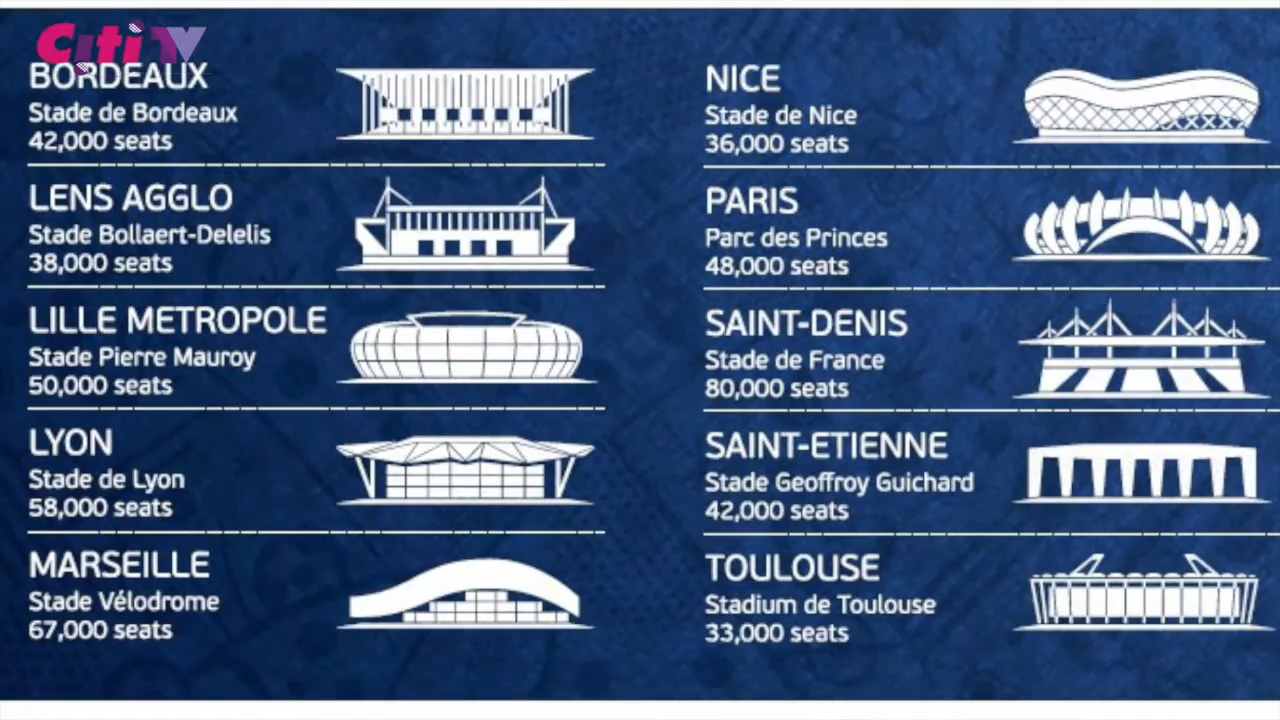 Citi TV
BORDEAUX
Stade de Bordeaux
42,000 seats
LENS AGGLO
Stade Bollaert-Delelis
38,000 seats
LILLE METROPOLE
Stade Pierre Mauroy
50,000 seats
LYON
Stade de Lyon
58,000 seats
MARSEILLE
Stade Vélodrome
67,000 seats
NICE
Stade de Nice
36,000 seats
PARIS
Parc des Princes
48,000 seats
SAINT-DENIS
Stade de France
80,000 seats
SAINT-ETIENNE
Stade Geoffroy Guichard
42,000 seats
TOULOUSE
Stadium de Toulouse
33,000 seats